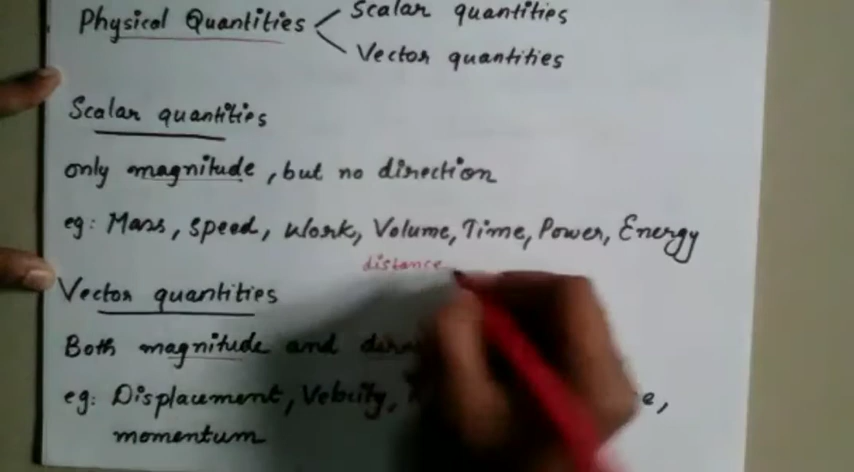 Physical Quantities
Scalar quantities
Vector quantities
Scalar quantities
only magnitude, but no direction
eg: Mass, speed, work, Volume, Time, Power, Energy
distance
Vector quantities
Both magnitude and
eg: Displacement, Velocity,
momentum